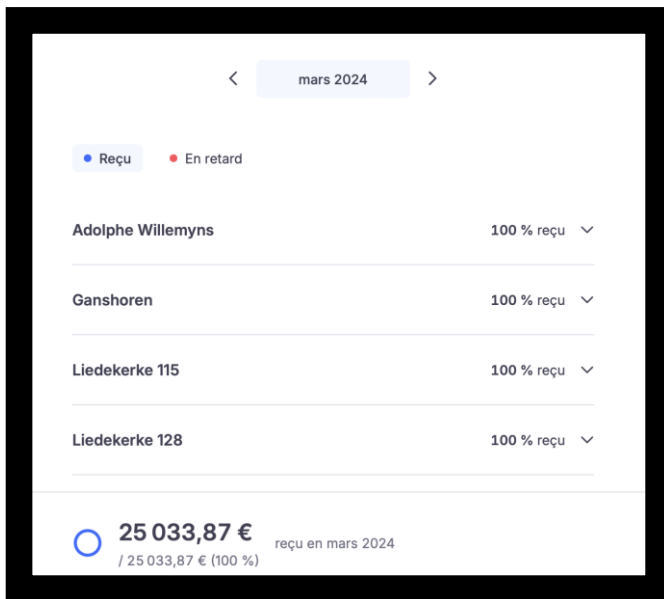 mars 2024
Reçu En retard
Adolphe Willemyns 100 % reçu
Ganshoren 100 % reçu
Liedekerke 115 100 % reçu
Liedekerke 128 100 % reçu
25 033,87 € reçu en mars 2024
/ 25 033,87 € (100 %)